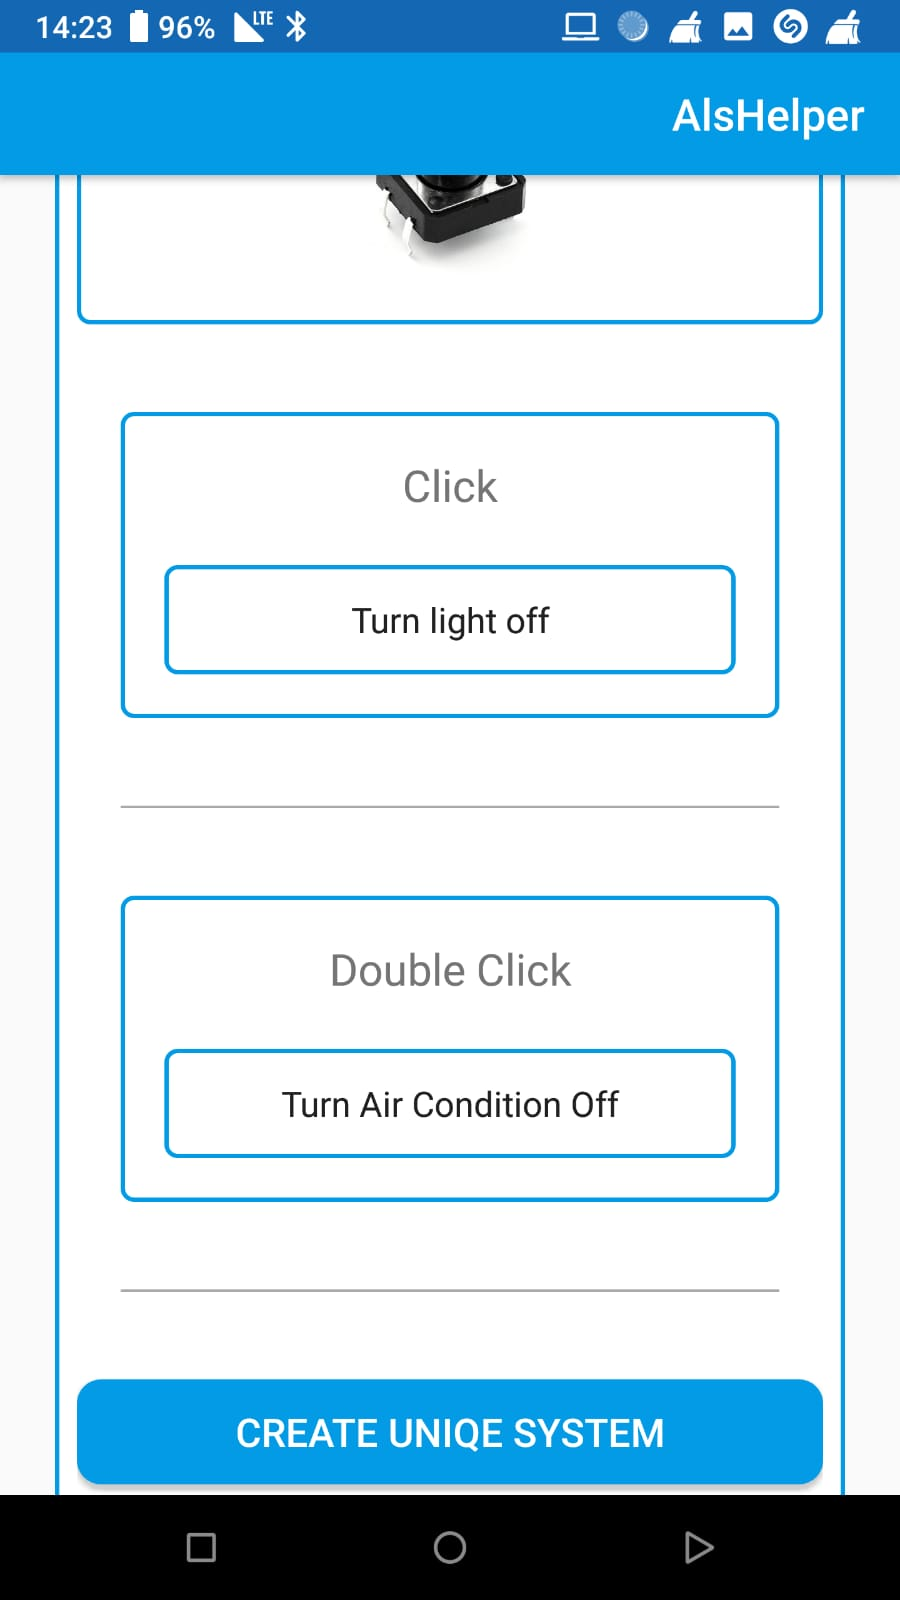 14:23 96% LTE
AlsHelper
Click
Turn light off
Double Click
Turn Air Condition Off
CREATE UNIQE SYSTEM